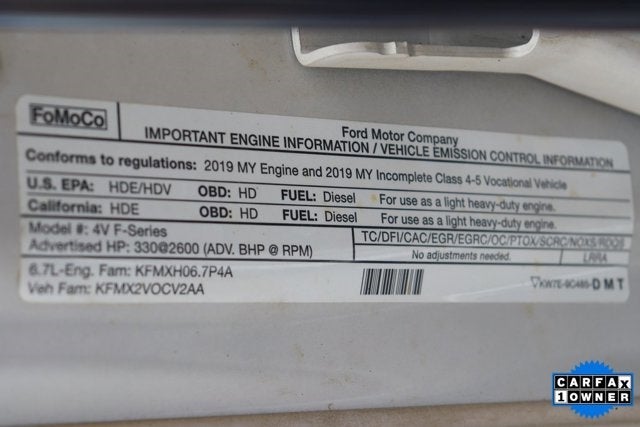 FoMoCo
Ford Motor Company
IMPORTANT ENGINE INFORMATION / VEHICLE EMISSION CONTROL INFORMATION
Conforms to regulations: 2019 MY Engine and 2019 MY Incomplete Class 4-5 Vocational Vehicle
U.S. EPA: HDE/HDV OBD: HD FUEL: Diesel For use as a light heavy-duty engine.
California: HDE OBD: HD FUEL: Diesel For use as a light heavy-duty engine.
Model #: 4V F-Series
Advertised HP: 330@2600 (ADV. BHP @ RPM)
TC/DFI/CAC/EGR/EGRC/OC/PTOX/SCRC/NOXS/RDQS
No adjustments needed. LRRA
6.7L-Eng. Fam: KFMXH06.7P4A
Veh Fam: KFMX2VOCV2AA
KW7E-9C485-DMT
CARFAX
1 OWNER